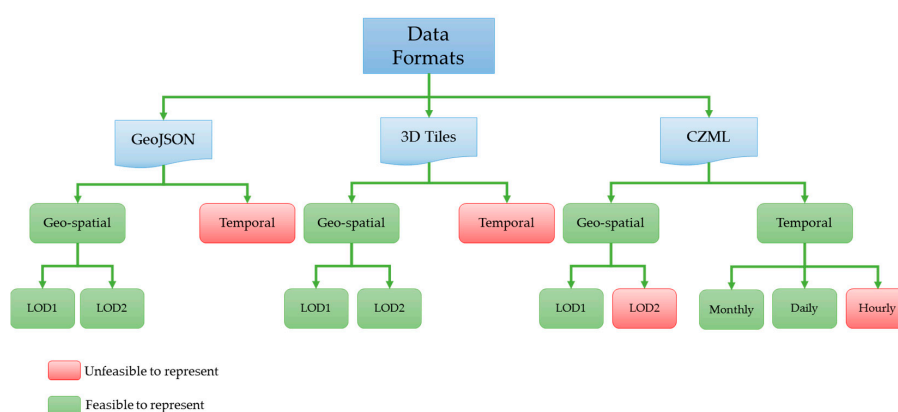 Data
Formats
GeoJSON
3D Tiles
CZML
Geo-spatial
Temporal
Geo-spatial
Temporal
Geo-spatial
Temporal
LOD1
LOD2
LOD1
LOD2
LOD1
LOD2
Monthly
Daily
Hourly
Unfeasible to represent
Feasible to represent